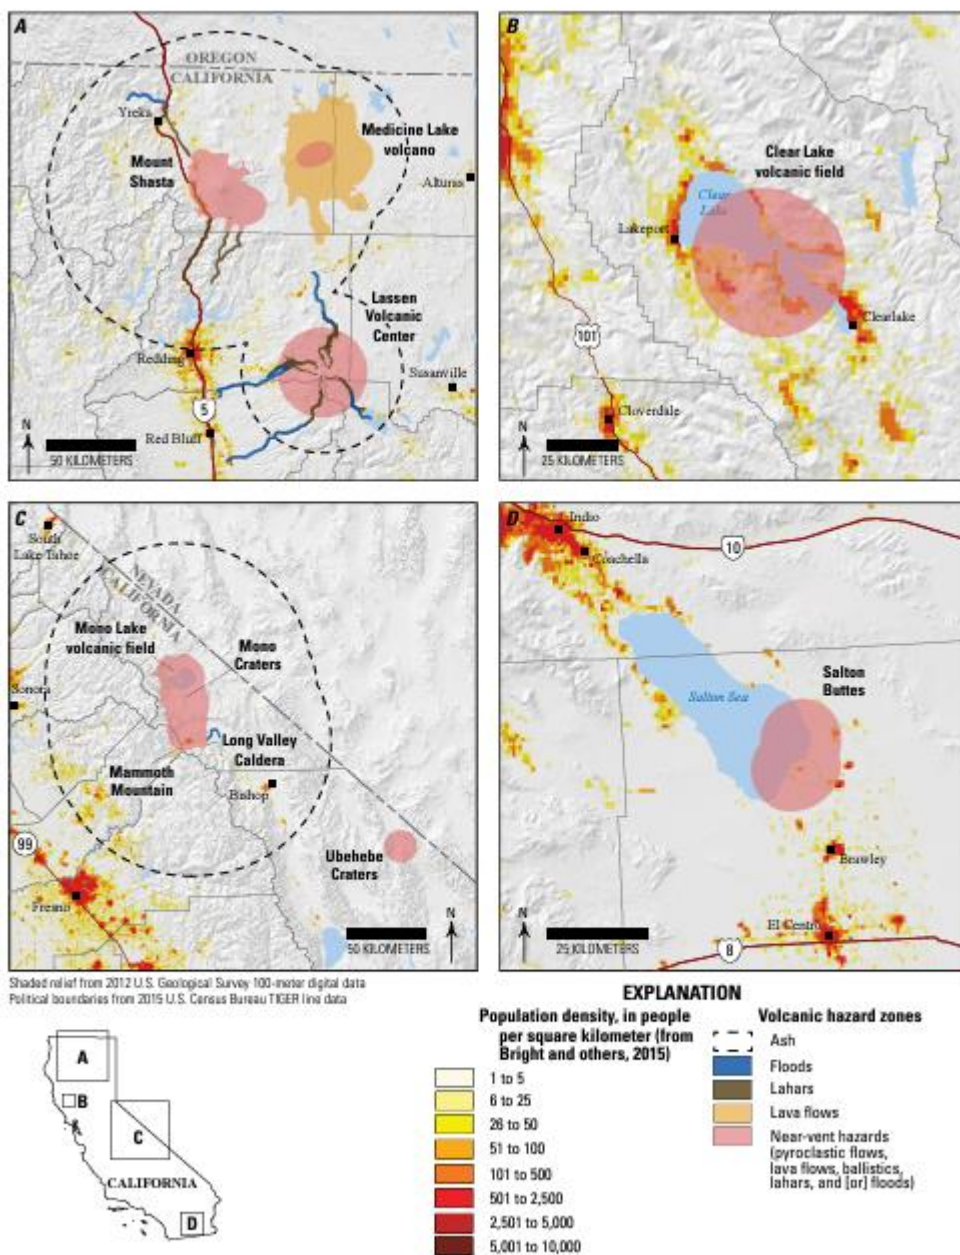 A
OREGON
CALIFORNIA
Yreka
Medicine Lake
volcano
Mount
Shasta
Alturas
Lassen
Volcanic
Center
Redding
Susanville
5
N
Red Bluff
50 KILOMETERS
B
Clear Lake
volcanic field
Clear
Lake
Lakeport
Clearlake
101
Cloverdale
N
25 KILOMETERS
C
South
Lake Tahoe
NEVADA
CALIFORNIA
Mono Lake
volcanic field
Mono
Craters
Sonora
Long Valley
Caldera
Mammoth
Mountain
Bishop
99
Ubehebe
Craters
Fresno
N
50 KILOMETERS
D
Indio
10
Coachella
Salton
Buttes
Salton Sea
Brawley
N
El Centro
25 KILOMETERS
8
Shaded relief from 2012 U.S. Geological Survey 100-meter digital data
Political boundaries from 2015 U.S. Census Bureau TIGER line data
A
B
C
CALIFORNIA
D
EXPLANATION
Population density, in people
per square kilometer (from
Bright and others, 2015)
1 to 5
6 to 25
26 to 50
51 to 100
101 to 500
501 to 2,500
2,501 to 5,000
5,001 to 10,000
Volcanic hazard zones
Ash
Floods
Lahars
Lava flows
Near-vent hazards
(pyroclastic flows,
lava flows, ballistics,
lahars, and [or] floods)